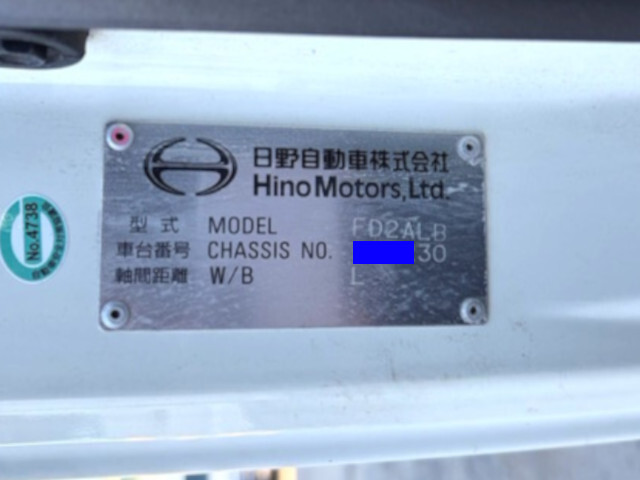 日野自動車株式会社
Hino Motors, Ltd.
型式 MODEL FD2ALB
車台番号 CHASSIS NO. 30
軸間距離 W/B L
No.4738